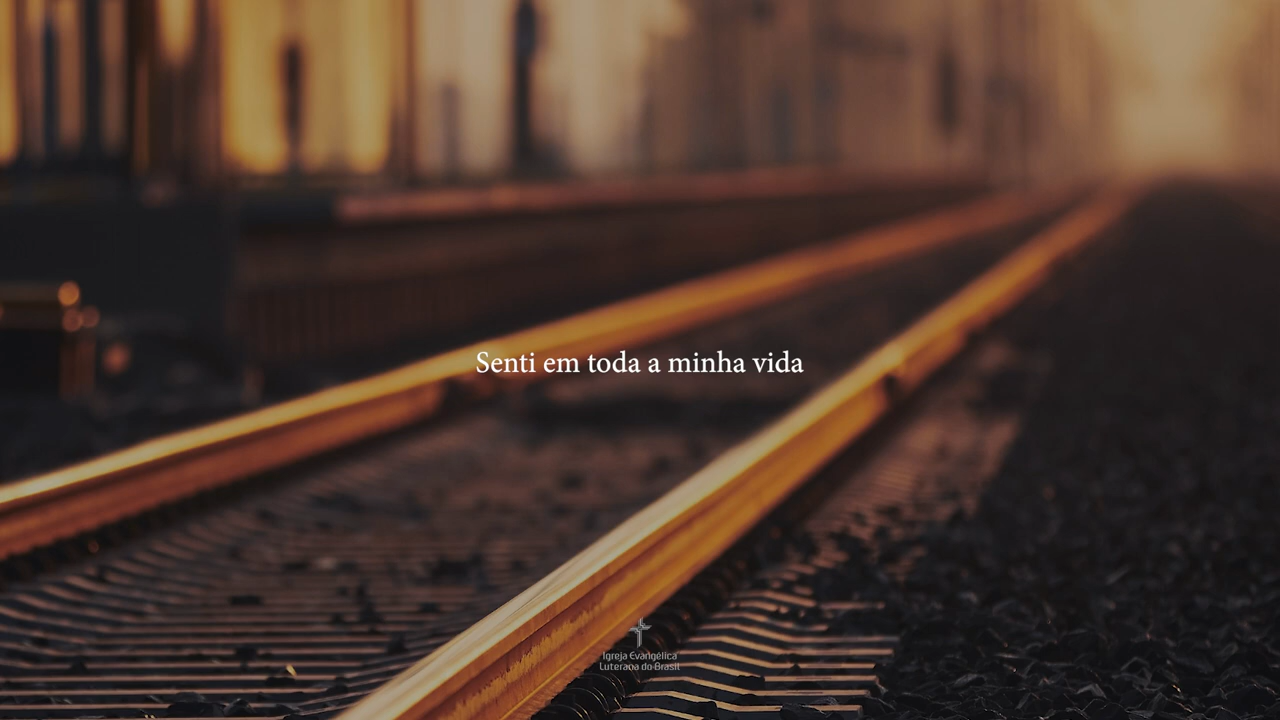 Senti em toda a minha vida
Igreja Evangélica
Luterana do Brasil